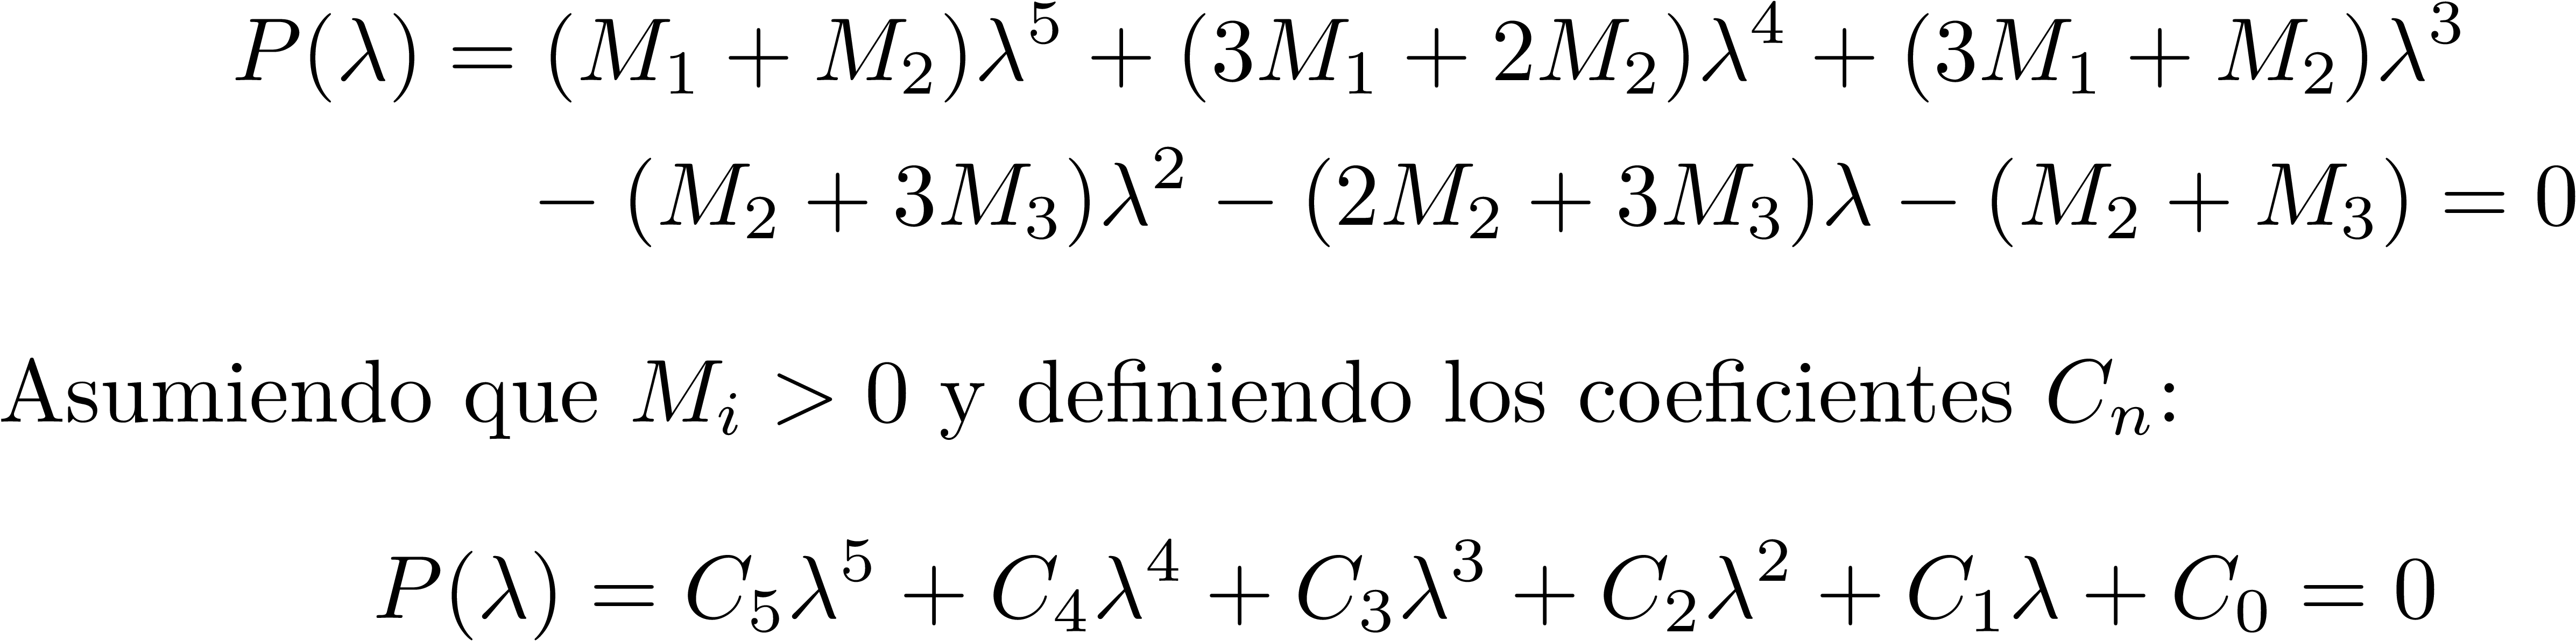 P(λ) = (M₁ + M₂)λ⁵ + (3M₁ + 2M₂)λ⁴ + (3M₁ + M₂)λ³
− (M₂ + 3M₃)λ² − (2M₂ + 3M₃)λ − (M₂ + M₃) = 0
Asumiendo que Mᵢ > 0 y definiendo los coeficientes Cₙ:
P(λ) = C₅λ⁵ + C₄λ⁴ + C₃λ³ + C₂λ² + C₁λ + C₀ = 0